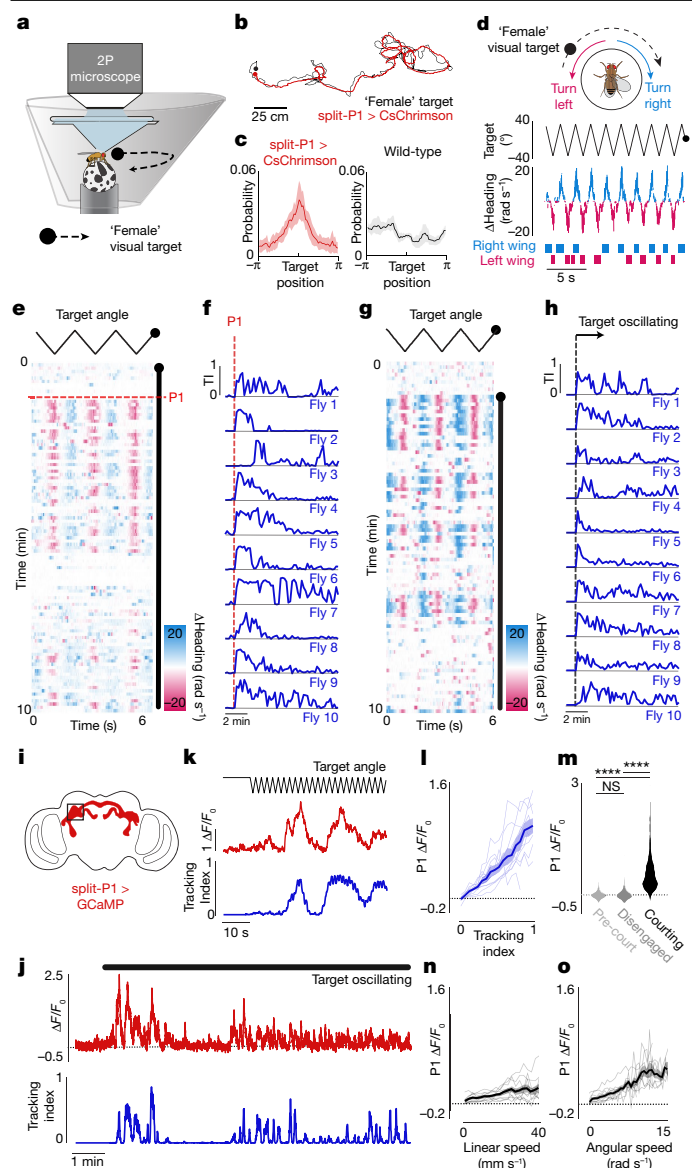 a
2P
microscope
'Female'
visual target
b
25 cm
'Female' target
split-P1 > CsChrimson
c
split-P1 >
CsChrimson
Wild-type
0.06
Probability
0
−π
Target
position
π
0.06
Probability
0
−π
Target
position
π
d
'Female'
visual target
Turn
left
Turn
right
40
Target
(°)
−40
20
ΔHeading
(rad s⁻¹)
−20
Right wing
Left wing
5 s
e
Target angle
0
P1
Time (min)
10
0
Time (s)
6
20
−20
ΔHeading (rad s⁻¹)
f
P1
1
TI
0
Fly 1
Fly 2
Fly 3
Fly 4
Fly 5
Fly 6
Fly 7
Fly 8
Fly 9
Fly 10
2 min
g
Target angle
0
Time (min)
10
0
Time (s)
6
20
−20
ΔHeading (rad s⁻¹)
h
Target oscillating
1
TI
0
Fly 1
Fly 2
Fly 3
Fly 4
Fly 5
Fly 6
Fly 7
Fly 8
Fly 9
Fly 10
2 min
i
split-P1 >
GCaMP
k
Target angle
1 ΔF/F₀
1
Tracking
Index
0
10 s
l
1.6
P1 ΔF/F₀
−0.2
0
Tracking
index
1
m
3
P1 ΔF/F₀
−0.5
****
****
NS
Pre-court
Disengaged
Courting
j
Target oscillating
2.5
ΔF/F₀
−0.5
1
Tracking
index
0
1 min
n
1.6
P1 ΔF/F₀
−0.2
0
40
Linear speed
(mm s⁻¹)
o
1.6
P1 ΔF/F₀
−0.2
0
15
Angular speed
(rad s⁻¹)